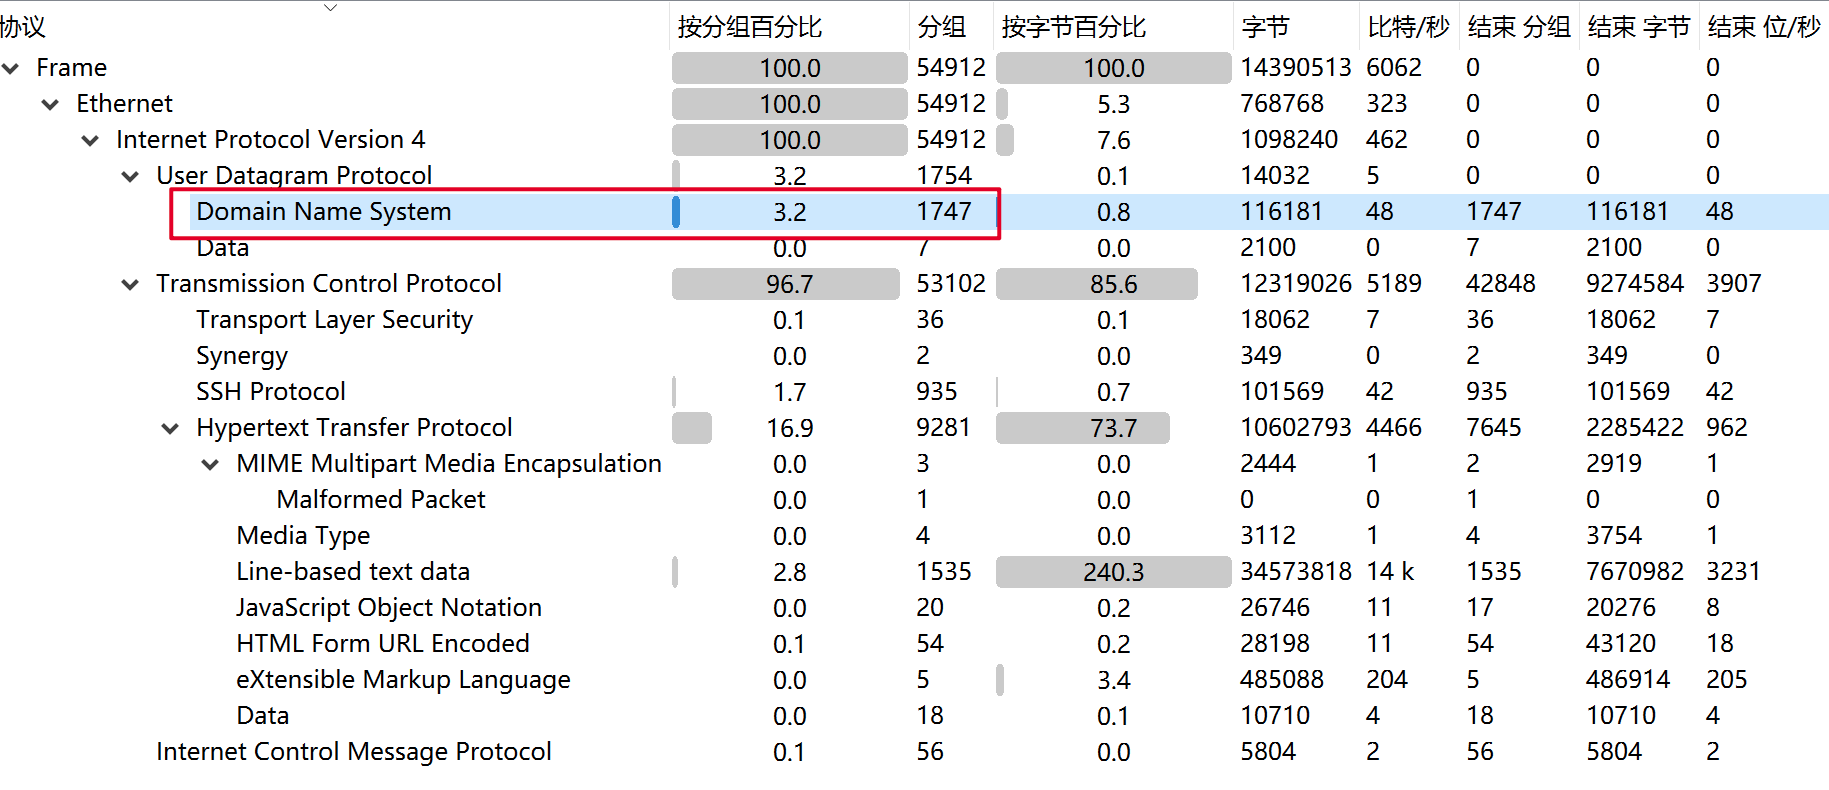 协议 按分组百分比 分组 按字节百分比 字节 比特/秒 结束 分组 结束 字节 结束 位/秒
Frame 100.0 54912 100.0 14390513 6062 0 0 0
Ethernet 100.0 54912 5.3 768768 323 0 0 0
Internet Protocol Version 4 100.0 54912 7.6 1098240 462 0 0 0
User Datagram Protocol 3.2 1754 0.1 14032 5 0 0 0
Domain Name System 3.2 1747 0.8 116181 48 1747 116181 48
Data 0.0 7 0.0 2100 0 7 2100 0
Transmission Control Protocol 96.7 53102 85.6 12319026 5189 42848 9274584 3907
Transport Layer Security 0.1 36 0.1 18062 7 36 18062 7
Synergy 0.0 2 0.0 349 0 2 349 0
SSH Protocol 1.7 935 0.7 101569 42 935 101569 42
Hypertext Transfer Protocol 16.9 9281 73.7 10602793 4466 7645 2285422 962
MIME Multipart Media Encapsulation 0.0 3 0.0 2444 1 2 2919 1
Malformed Packet 0.0 1 0.0 0 0 1 0 0
Media Type 0.0 4 0.0 3112 1 4 3754 1
Line-based text data 2.8 1535 240.3 34573818 14 k 1535 7670982 3231
JavaScript Object Notation 0.0 20 0.2 26746 11 17 20276 8
HTML Form URL Encoded 0.1 54 0.2 28198 11 54 43120 18
eXtensible Markup Language 0.0 5 3.4 485088 204 5 486914 205
Data 0.0 18 0.1 10710 4 18 10710 4
Internet Control Message Protocol 0.1 56 0.0 5804 2 56 5804 2